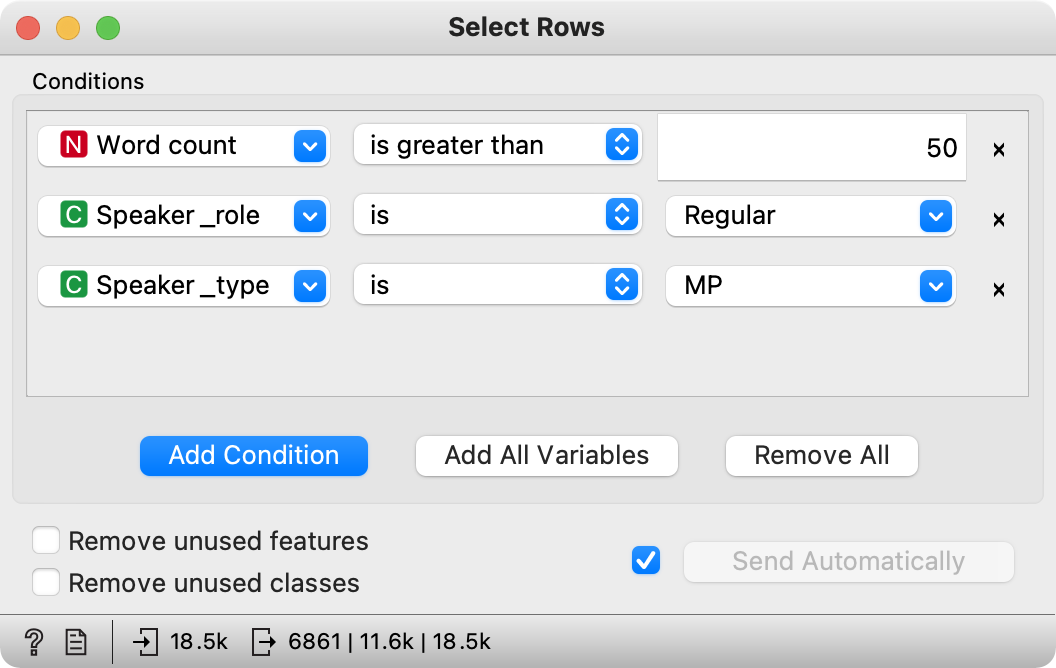 Select Rows
Conditions
N Word count is greater than 50 ×
C Speaker_role is Regular ×
C Speaker_type is MP ×
Add Condition Add All Variables Remove All
Remove unused features
Send Automatically
Remove unused classes
? 18.5k 6861 | 11.6k | 18.5k